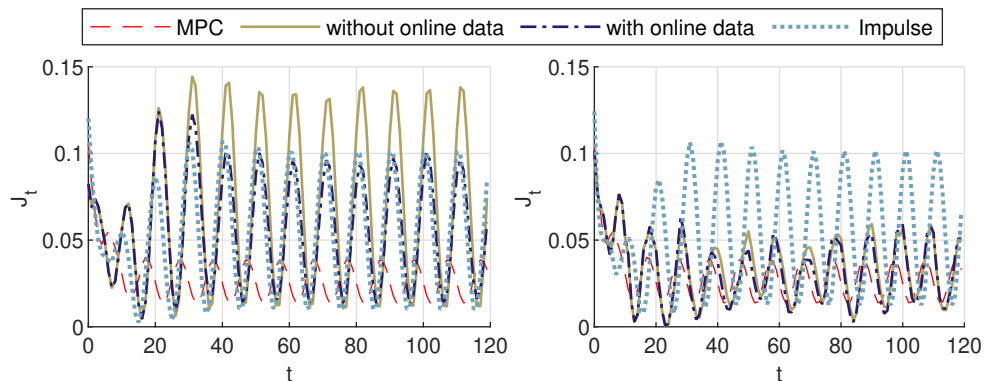 MPC without online data with online data Impulse
0.15 0.15
0.1 0.1
J_t J_t
0.05 0.05
0 0
0 20 40 60 80 100 120 0 20 40 60 80 100 120
t t